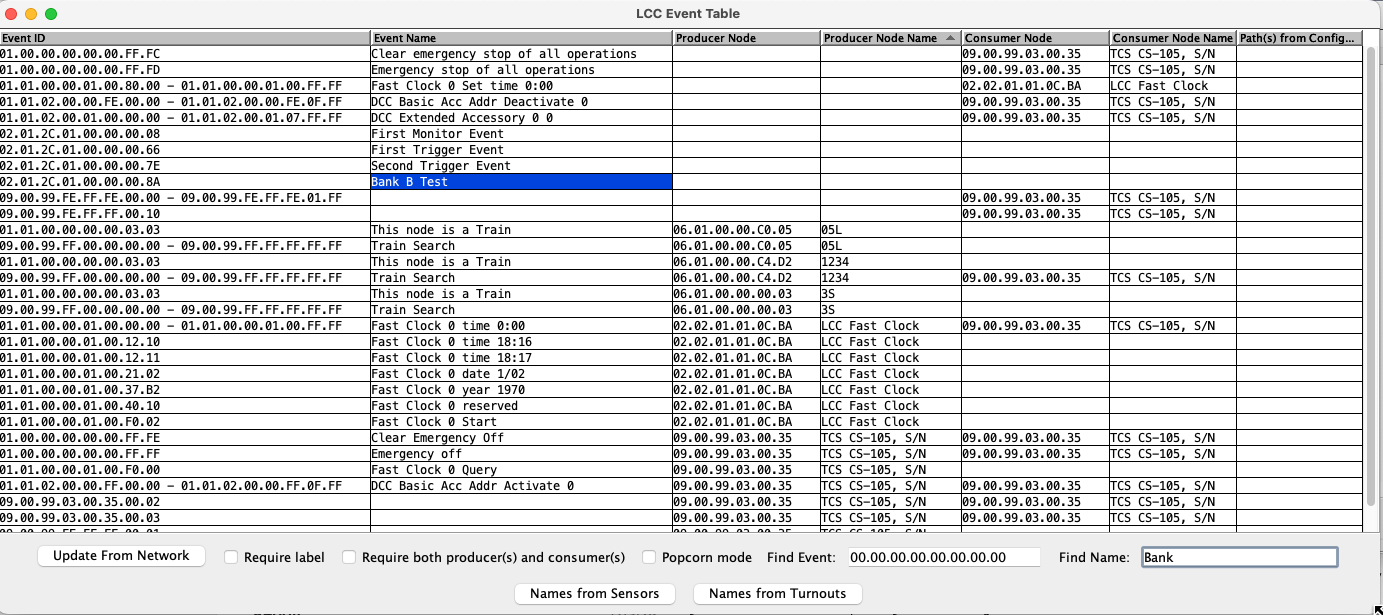 LCC Event Table
Event ID Event Name Producer Node Producer Node Name Consumer Node Consumer Node Name Path(s) from Config...
01.00.00.00.00.00.FF.FC Clear emergency stop of all operations 09.00.99.03.00.35 TCS CS-105, S/N
01.00.00.00.00.00.FF.FD Emergency stop of all operations 09.00.99.03.00.35 TCS CS-105, S/N
01.01.00.00.01.00.80.00 - 01.01.00.00.01.00.FF.FF Fast Clock 0 Set time 0:00 02.02.01.01.0C.BA LCC Fast Clock
01.01.02.00.00.FE.00.00 - 01.01.02.00.00.FE.0F.FF DCC Basic Acc Addr Deactivate 0 09.00.99.03.00.35 TCS CS-105, S/N
01.01.02.00.01.00.00.00 - 01.01.02.00.01.07.FF.FF DCC Extended Accessory 0 0 09.00.99.03.00.35 TCS CS-105, S/N
02.01.2C.01.00.00.00.08 First Monitor Event
02.01.2C.01.00.00.00.66 First Trigger Event
02.01.2C.01.00.00.00.7E Second Trigger Event
02.01.2C.01.00.00.00.8A Bank B Test
09.00.99.FE.FF.FE.00.00 - 09.00.99.FE.FF.FE.01.FF 09.00.99.03.00.35 TCS CS-105, S/N
09.00.99.FE.FF.FF.00.10 09.00.99.03.00.35 TCS CS-105, S/N
01.01.00.00.00.00.03.03 This node is a Train 06.01.00.00.C0.05 05L
09.00.99.FF.00.00.00.00 - 09.00.99.FF.FF.FF.FF.FF Train Search 06.01.00.00.C0.05 05L
01.01.00.00.00.00.03.03 This node is a Train 06.01.00.00.C4.D2 1234
09.00.99.FF.00.00.00.00 - 09.00.99.FF.FF.FF.FF.FF Train Search 06.01.00.00.C4.D2 1234 09.00.99.03.00.35 TCS CS-105, S/N
01.01.00.00.00.00.03.03 This node is a Train 06.01.00.00.00.03 3S
09.00.99.FF.00.00.00.00 - 09.00.99.FF.FF.FF.FF.FF Train Search 06.01.00.00.00.03 3S
01.01.00.00.01.00.00.00 - 01.01.00.00.01.00.FF.FF Fast Clock 0 time 0:00 02.02.01.01.0C.BA LCC Fast Clock 09.00.99.03.00.35 TCS CS-105, S/N
01.01.00.00.01.00.12.10 Fast Clock 0 time 18:16 02.02.01.01.0C.BA LCC Fast Clock
01.01.00.00.01.00.12.11 Fast Clock 0 time 18:17 02.02.01.01.0C.BA LCC Fast Clock
01.01.00.00.01.00.21.02 Fast Clock 0 date 1/02 02.02.01.01.0C.BA LCC Fast Clock
01.01.00.00.01.00.37.B2 Fast Clock 0 year 1970 02.02.01.01.0C.BA LCC Fast Clock
01.01.00.00.01.00.40.10 Fast Clock 0 reserved 02.02.01.01.0C.BA LCC Fast Clock
01.01.00.00.01.00.F0.02 Fast Clock 0 Start 02.02.01.01.0C.BA LCC Fast Clock
01.00.00.00.00.00.FF.FE Clear Emergency Off 09.00.99.03.00.35 TCS CS-105, S/N 09.00.99.03.00.35 TCS CS-105, S/N
01.00.00.00.00.00.FF.FF Emergency off 09.00.99.03.00.35 TCS CS-105, S/N 09.00.99.03.00.35 TCS CS-105, S/N
01.01.00.00.01.00.F0.00 Fast Clock 0 Query 09.00.99.03.00.35 TCS CS-105, S/N
01.01.02.00.00.FF.00.00 - 01.01.02.00.00.FF.0F.FF DCC Basic Acc Addr Activate 0 09.00.99.03.00.35 TCS CS-105, S/N 09.00.99.03.00.35 TCS CS-105, S/N
09.00.99.03.00.35.00.02 09.00.99.03.00.35 TCS CS-105, S/N 09.00.99.03.00.35 TCS CS-105, S/N
09.00.99.03.00.35.00.03 09.00.99.03.00.35 TCS CS-105, S/N 09.00.99.03.00.35 TCS CS-105, S/N
Update From Network Require label Require both producer(s) and consumer(s) Popcorn mode Find Event: 00.00.00.00.00.00.00.00 Find Name: Bank
Names from Sensors Names from Turnouts